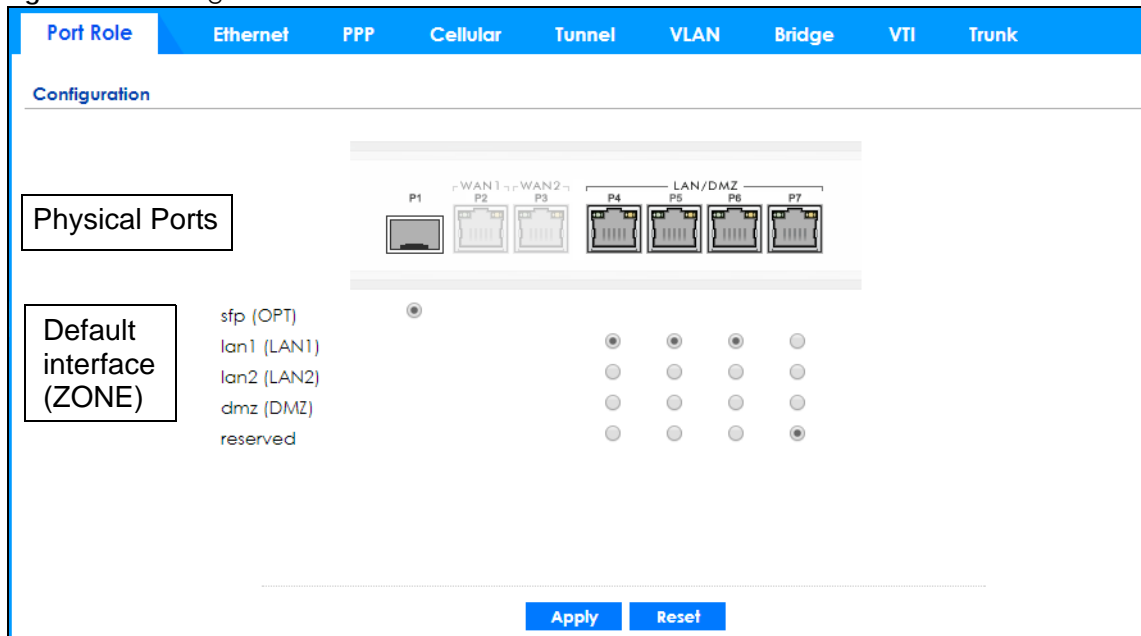 Port Role Ethernet PPP Cellular Tunnel VLAN Bridge VTI Trunk
Configuration
WAN1 WAN2 LAN/DMZ
P1 P2 P3 P4 P5 P6 P7
Physical Ports
Default
interface
(ZONE)
sfp (OPT)
lan1 (LAN1)
lan2 (LAN2)
dmz (DMZ)
reserved
Apply Reset